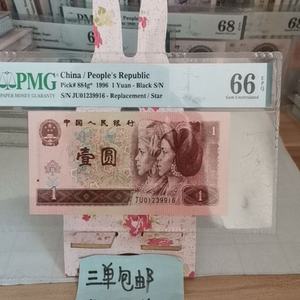 68
PMG
PAPER MONEY GUARANTY
China / People's Republic
Pick# 884g* 1996 1 Yuan - Black S/N
S/N JU01239916 - Replacement / Star
66 EPQ
Gem Uncirculated
中国人民银行
1
壹圆
JU01239916
1
三单包邮